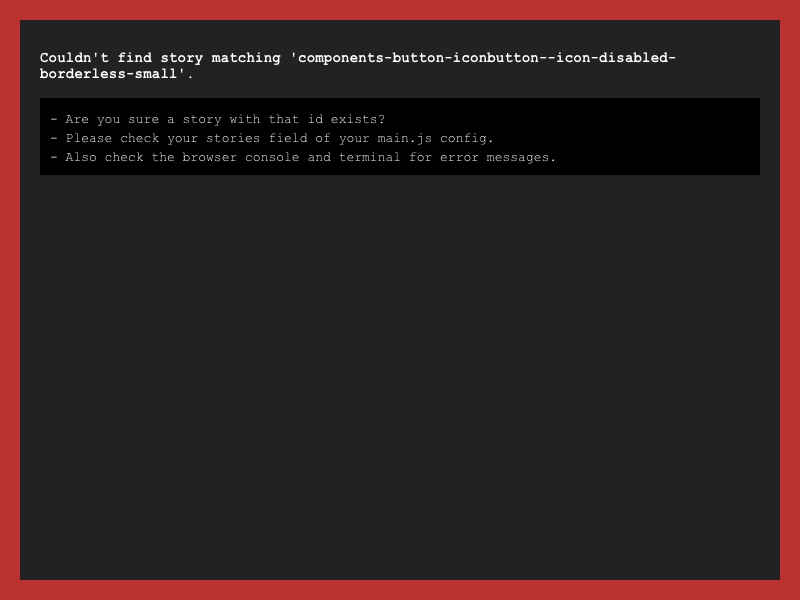 Couldn't find story matching 'components-button-iconbutton--icon-disabled-
borderless-small'.
- Are you sure a story with that id exists?
- Please check your stories field of your main.js config.
- Also check the browser console and terminal for error messages.